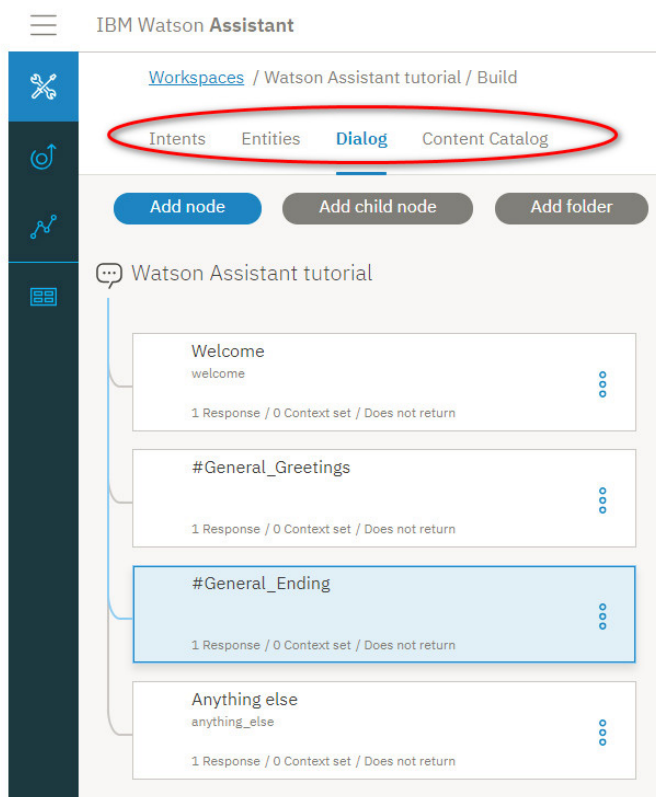 IBM Watson Assistant
Workspaces / Watson Assistant tutorial / Build
Intents Entities Dialog Content Catalog
Add node Add child node Add folder
Watson Assistant tutorial
Welcome
welcome
1 Response / 0 Context set / Does not return
#General_Greetings
1 Response / 0 Context set / Does not return
#General_Ending
1 Response / 0 Context set / Does not return
Anything else
anything_else
1 Response / 0 Context set / Does not return